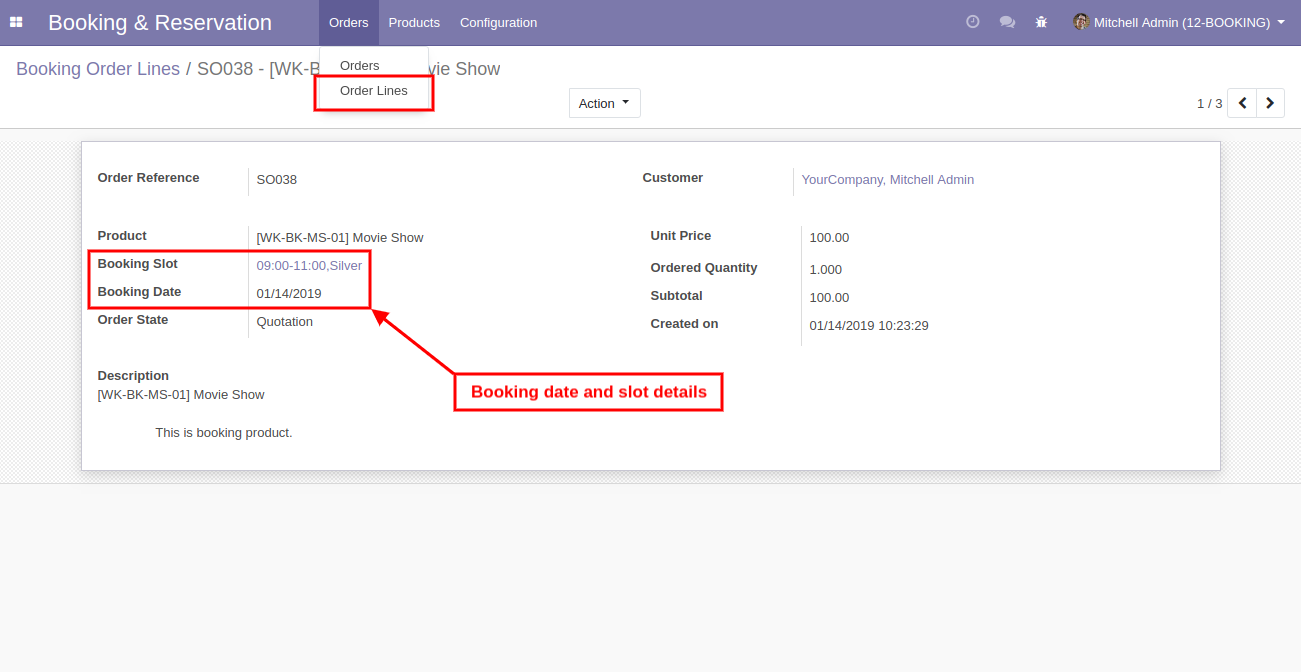 Booking & Reservation Orders Products Configuration Mitchell Admin (12-BOOKING)
Booking Order Lines / SO038 - [WK-B vie Show
Orders
Order Lines
Action
1 / 3
Order Reference SO038 Customer YourCompany, Mitchell Admin
Product [WK-BK-MS-01] Movie Show Unit Price 100.00
Booking Slot 09:00-11:00,Silver Ordered Quantity 1.000
Booking Date 01/14/2019 Subtotal 100.00
Order State Quotation Created on 01/14/2019 10:23:29
Description
[WK-BK-MS-01] Movie Show
Booking date and slot details
This is booking product.